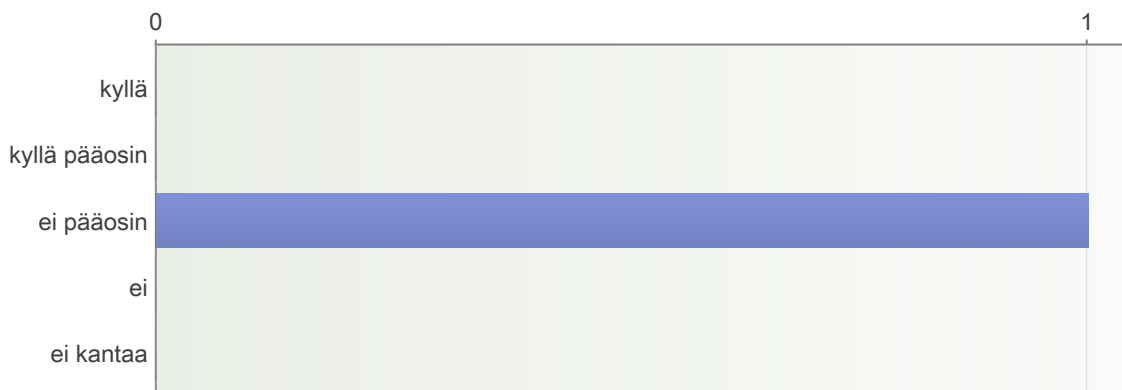 0 1
kyllä
kyllä pääosin
ei pääosin
ei
ei kantaa